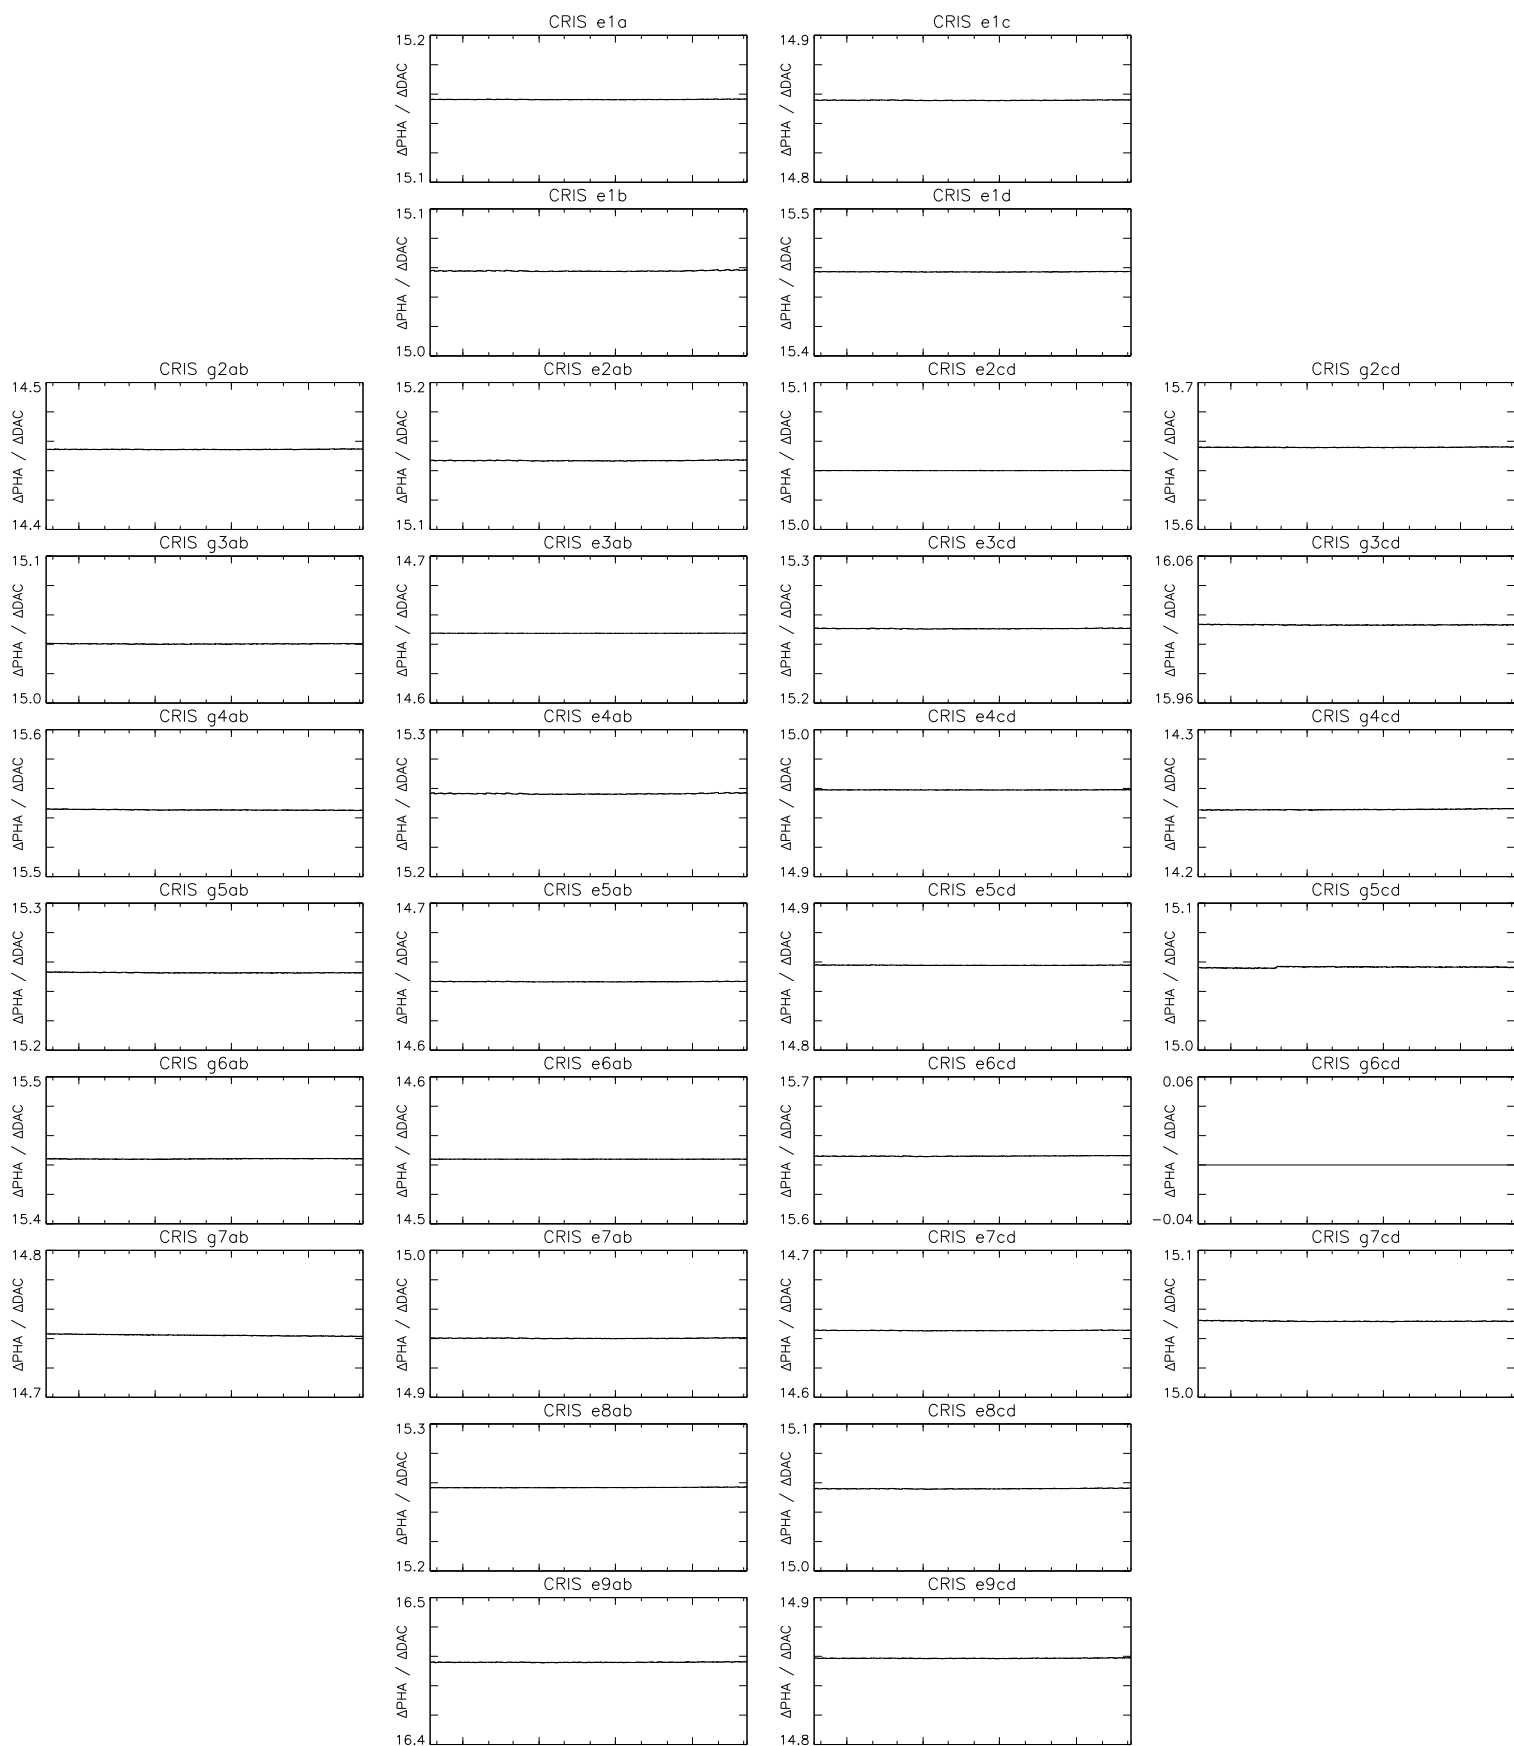 CRIS e1a
15.2
ΔPHA / ΔDAC
15.1
CRIS e1c
14.9
ΔPHA / ΔDAC
14.8
CRIS e1b
15.1
ΔPHA / ΔDAC
15.0
CRIS e1d
15.5
ΔPHA / ΔDAC
15.4
CRIS g2ab
14.5
ΔPHA / ΔDAC
14.4
CRIS e2ab
15.2
ΔPHA / ΔDAC
15.1
CRIS e2cd
15.1
ΔPHA / ΔDAC
15.0
CRIS g2cd
15.7
ΔPHA / ΔDAC
15.6
CRIS g3ab
15.1
ΔPHA / ΔDAC
15.0
CRIS e3ab
14.7
ΔPHA / ΔDAC
14.6
CRIS e3cd
15.3
ΔPHA / ΔDAC
15.2
CRIS g3cd
16.06
ΔPHA / ΔDAC
15.96
CRIS g4ab
15.6
ΔPHA / ΔDAC
15.5
CRIS e4ab
15.3
ΔPHA / ΔDAC
15.2
CRIS e4cd
15.0
ΔPHA / ΔDAC
14.9
CRIS g4cd
14.3
ΔPHA / ΔDAC
14.2
CRIS g5ab
15.3
ΔPHA / ΔDAC
15.2
CRIS e5ab
14.7
ΔPHA / ΔDAC
14.6
CRIS e5cd
14.9
ΔPHA / ΔDAC
14.8
CRIS g5cd
15.1
ΔPHA / ΔDAC
15.0
CRIS g6ab
15.5
ΔPHA / ΔDAC
15.4
CRIS e6ab
14.6
ΔPHA / ΔDAC
14.5
CRIS e6cd
15.7
ΔPHA / ΔDAC
15.6
CRIS g6cd
0.06
ΔPHA / ΔDAC
−0.04
CRIS g7ab
14.8
ΔPHA / ΔDAC
14.7
CRIS e7ab
15.0
ΔPHA / ΔDAC
14.9
CRIS e7cd
14.7
ΔPHA / ΔDAC
14.6
CRIS g7cd
15.1
ΔPHA / ΔDAC
15.0
CRIS e8ab
15.3
ΔPHA / ΔDAC
15.2
CRIS e8cd
15.1
ΔPHA / ΔDAC
15.0
CRIS e9ab
16.5
ΔPHA / ΔDAC
16.4
CRIS e9cd
14.9
ΔPHA / ΔDAC
14.8